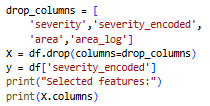 drop_columns = [
    'severity','severity_encoded',
    'area','area_log']
X = df.drop(columns=drop_columns)
y = df['severity_encoded']
print("Selected features:")
print(X.columns)